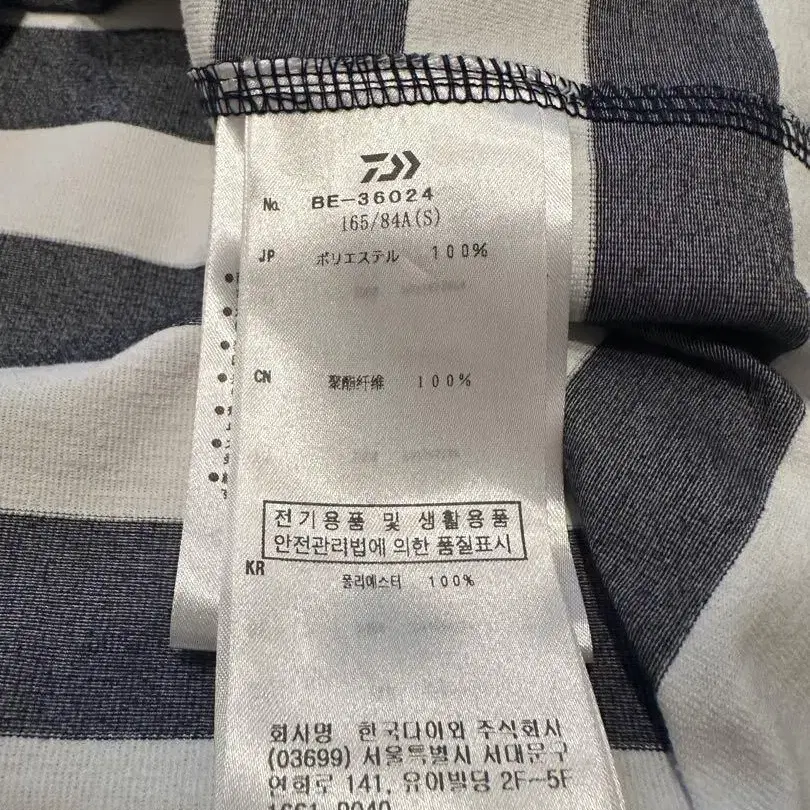 No. BE-36024
165/84A(S)
JP ポリエステル 100%
CN 聚酯纤维 100%
전기용품 및 생활용품
안전관리법에 의한 품질표시
KR 폴리에스터 100%
회사명 한국다이와 주식회사
(03699) 서울특별시 서대문구
연희로 141, 유이빌딩 2F~5F